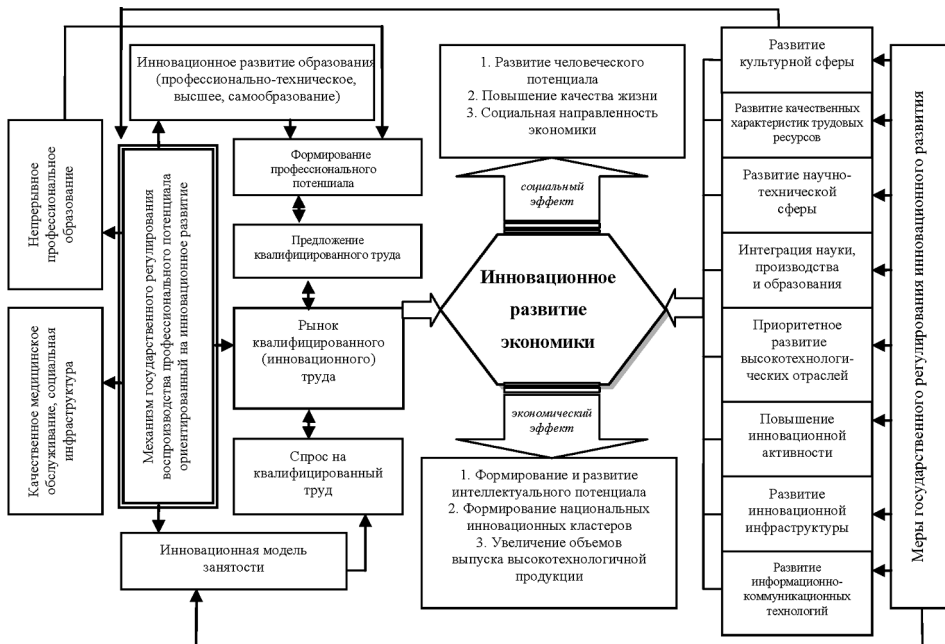 Инновационное развитие образования
(профессионально-техническое,
высшее, самообразование)
Непрерывное
профессиональное
образование
Качественное медицинское
обслуживание, социальная
инфраструктура
Механизм государственного регулирования
воспроизводства профессионального потенциала
ориентированный на инновационное развитие
Формирование
профессионального
потенциала
Предложение
квалифицированного труда
Рынок
квалифицированного
(инновационного)
труда
Спрос на
квалифицированный
труд
Инновационная модель
занятости
1. Развитие человеческого
потенциала
2. Повышение качества жизни
3. Социальная направленность
экономики
социальный
эффект
Инновационное
развитие
экономики
экономический
эффект
1. Формирование и развитие
интеллектуального потенциала
2. Формирование национальных
инновационных кластеров
3. Увеличение объемов
выпуска высокотехнологичной
продукции
Развитие
культурной сферы
Развитие качественных
характеристик трудовых
ресурсов
Развитие научно-
технической
сферы
Интеграция науки,
производства
и образования
Приоритетное
развитие
высокотехнологи-
ческих отраслей
Повышение
инновационной
активности
Развитие
инновационной
инфраструктуры
Развитие
информационно-
коммуникационных
технологий
Меры государственного регулирования инновационного развития